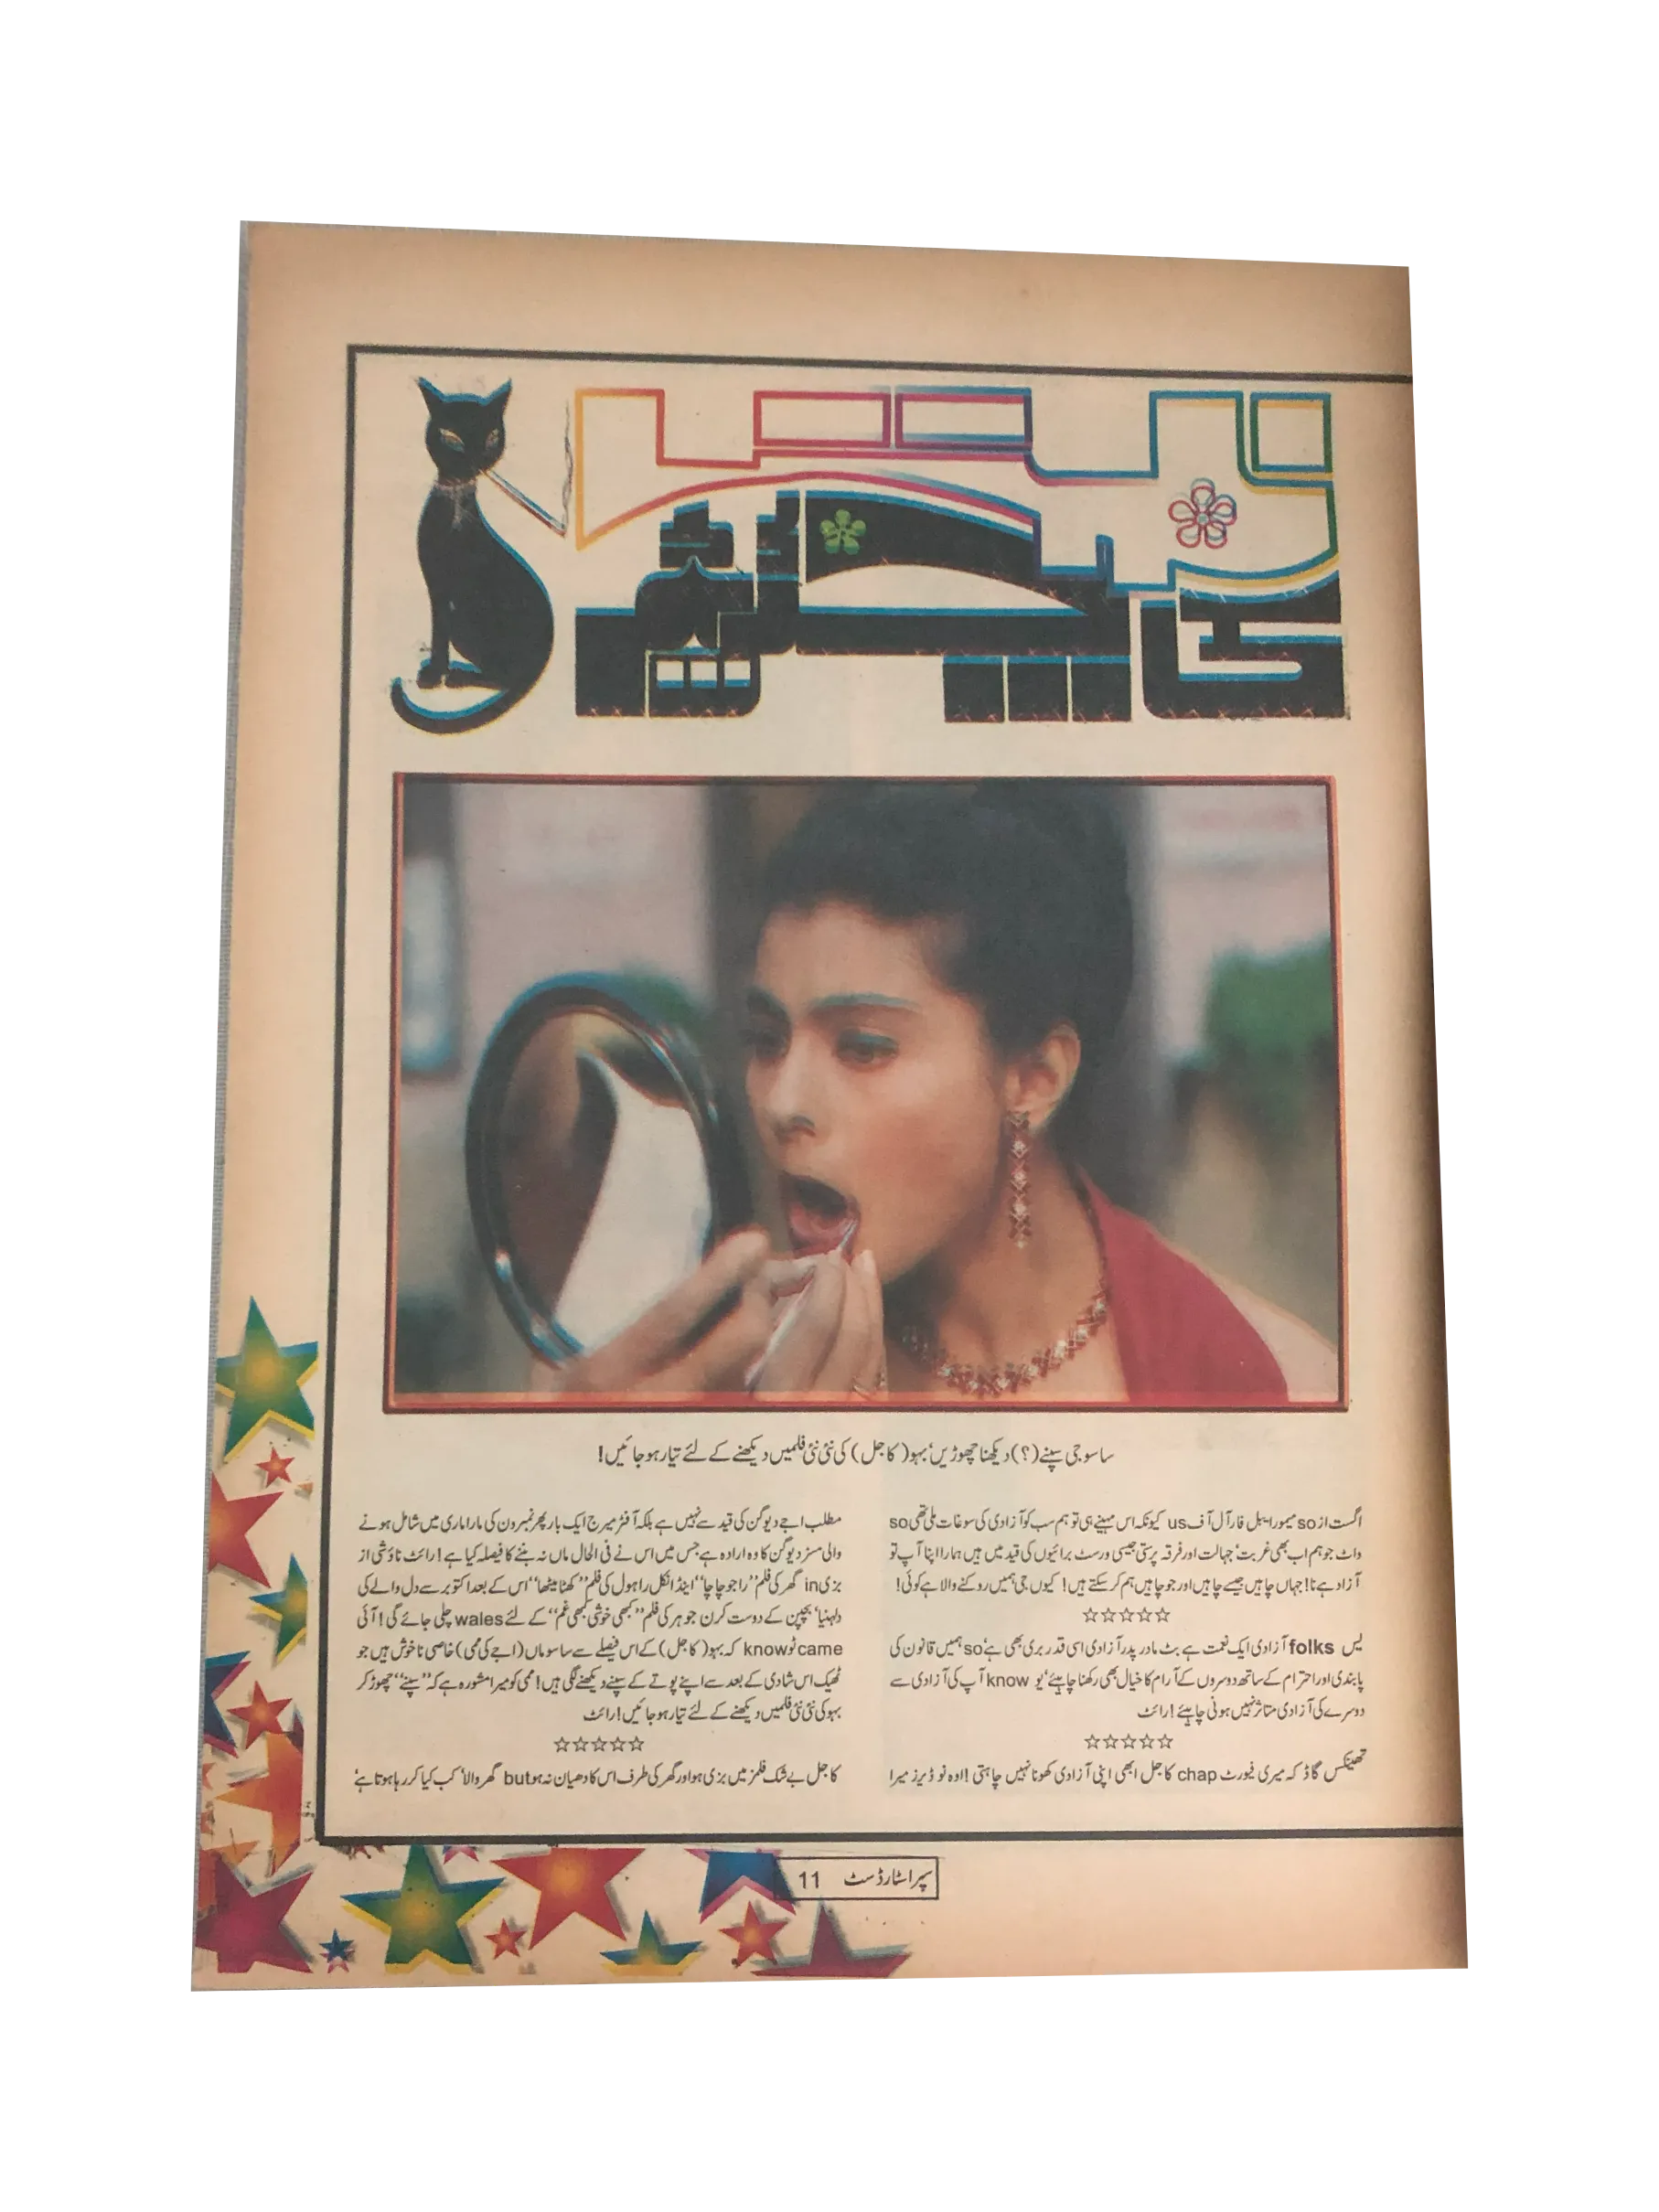 نٹ کھٹ
کی چٹھی
ساسو جی سپنے (؟) دیکھنا چھوڑیں‘ بہو (کاجل) کی نئی نئی فلمیں دیکھنے کے لئے تیار ہو جائیں!
اگست از so میمورایبل فار آل آف us کیونکہ اس مہینے ہی تو ہم سب کو آزادی کی سوغات ملی تھی so
واٹ جو ہم اب بھی غربت‘ جہالت اور فرقہ پرستی جیسی ورسٹ برائیوں کی قید میں ہیں ہمارا اپنا آپ تو
آزاد ہے نا! جہاں چاہیں جیسے چاہیں اور جو چاہیں ہم کر سکتے ہیں! کیوں جی ہمیں روکنے والا ہے کوئی!
☆☆☆☆☆
یس folks آزادی ایک نعمت ہے بٹ مادر پدر آزادی اسی قدر بری بھی ہے‘ so ہمیں قانون کی
پابندی اور احترام کے ساتھ دوسروں کے آرام کا خیال بھی رکھنا چاہیئے‘ یو know آپ کی آزادی سے
دوسرے کی آزادی متاثر نہیں ہونی چاہیئے! رائٹ
☆☆☆☆☆
تھینکس گاڈ کہ میری فیورٹ chap کاجل ابھی اپنی آزادی کھونا نہیں چاہتی! اوہ نو ڈیرز میرا
مطلب اجے دیوگن کی قید سے نہیں ہے بلکہ آفٹر میرج ایک بار پھر نمبر دن کی مارا ماری میں شامل ہونے
والی مسز دیوگن کا وہ ارادہ ہے جس میں اس نے فی الحال ماں نہ بننے کا فیصلہ کیا ہے! رائٹ ناؤ شی از
بزی in گھر کی فلم ”راجو چاچا“ اینڈ انکل راہول کی فلم ”کھٹا میٹھا“ اس کے بعد اکتوبر سے دل والے کی
دلہنیا‘ بچپن کے دوست کرن جوہر کی فلم ”کبھی خوشی کبھی غم“ کے لئے wales چلی جائے گی! آئی
came ٹو know کہ بہو (کاجل) کے اس فیصلے سے ساسو ماں (اجے کی ممی) خاصی ناخوش ہیں جو
ٹھیک اس شادی کے بعد سے اپنے پوتے کے سپنے دیکھنے لگی ہیں! ممی کو میرا مشورہ ہے کہ ”سپنے“ چھوڑ کر
بہو کی نئی نئی فلمیں دیکھنے کے لئے تیار ہو جائیں! رائٹ
☆☆☆☆☆
کاجل بے شک فلمز میں بزی ہو اور گھر کی طرف اس کا دھیان نہ ہو but گھر والا‘ کب کیا کر رہا ہوتا ہے‘
سپر اسٹار ڈسٹ 11